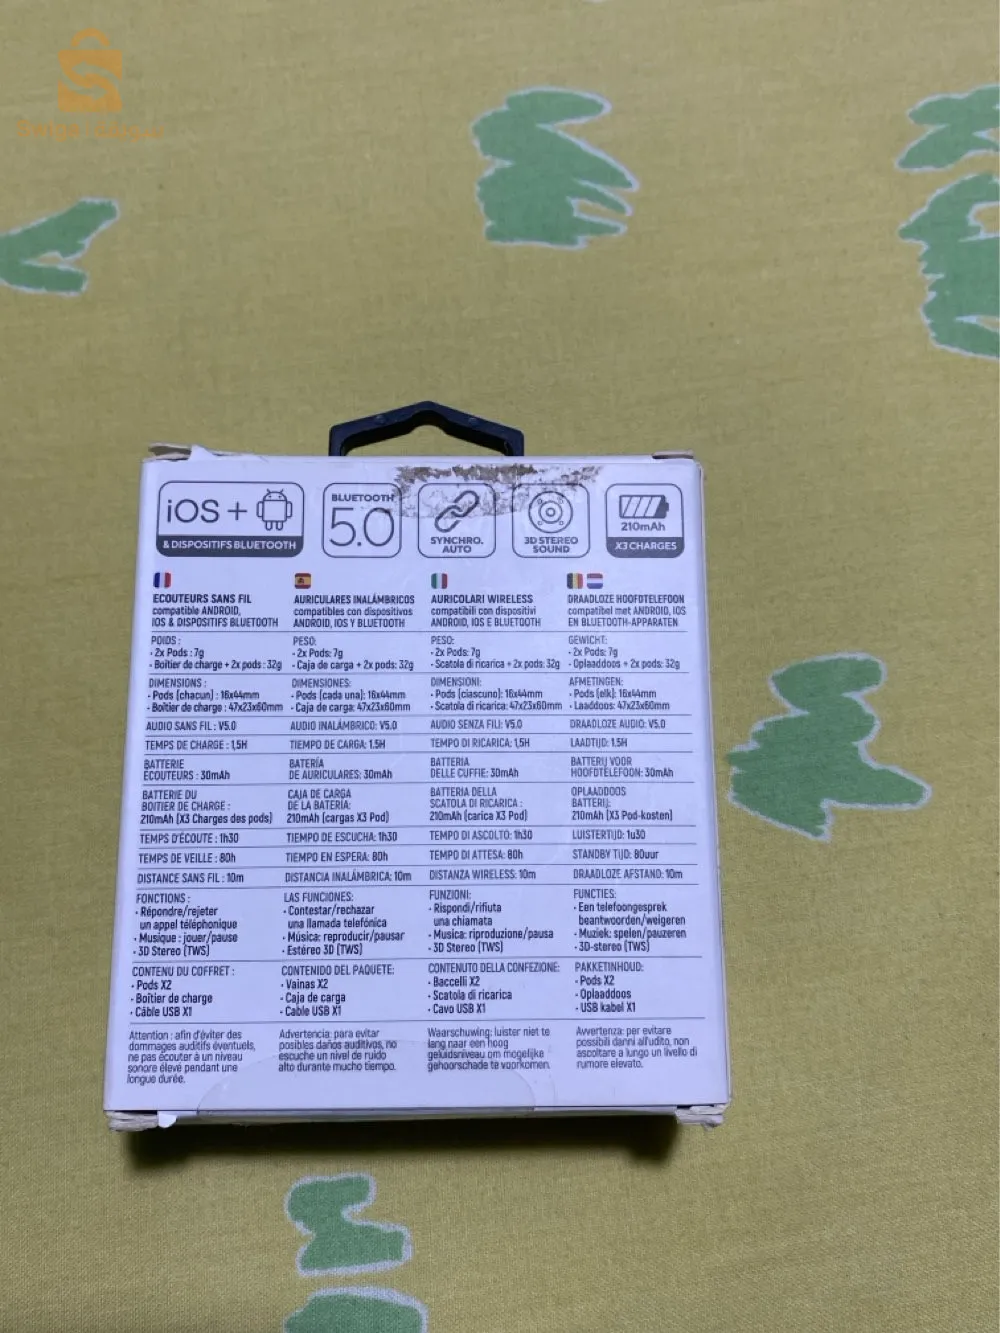 iOS +
& DISPOSITIFS BLUETOOTH
BLUETOOTH
5.0
SYNCHRO.
AUTO
3D STEREO
SOUND
210mAh
X3 CHARGES
ECOUTEURS SANS FIL
compatible ANDROID,
IOS & DISPOSITIFS BLUETOOTH
POIDS :
• 2x Pods : 7g
• Boîtier de charge + 2x pods : 32g
DIMENSIONS :
• Pods (chacun) : 16x44mm
• Boîtier de charge : 47x23x60mm
AUDIO SANS FIL : V5.0
TEMPS DE CHARGE : 1,5H
BATTERIE
ÉCOUTEURS : 30mAh
BATTERIE DU
BOITIER DE CHARGE :
210mAh (X3 Charges des pods)
TEMPS D'ÉCOUTE : 1h30
TEMPS DE VEILLE : 80h
DISTANCE SANS FIL : 10m
FONCTIONS :
• Répondre/rejeter
un appel téléphonique
• Musique : jouer/pause
• 3D Stereo (TWS)
CONTENU DU COFFRET :
• Pods X2
• Boîtier de charge
• Câble USB X1
Attention : afin d'éviter des
dommages auditifs éventuels,
ne pas écouter à un niveau
sonore élevé pendant une
longue durée.
AURICULARES INALÁMBRICOS
compatibles con dispositivos
ANDROID, IOS Y BLUETOOTH
PESO:
• 2x Pods: 7g
• Caja de carga + 2x pods: 32g
DIMENSIONES:
• Pods (cada una): 16x44mm
• Caja de carga: 47x23x60mm
AUDIO INALÁMBRICO: V5.0
TIEMPO DE CARGA: 1.5H
BATERÍA
DE AURICULARES: 30mAh
CAJA DE CARGA
DE LA BATERÍA:
210mAh (cargas X3 Pod)
TIEMPO DE ESCUCHA: 1h30
TIEMPO EN ESPERA: 80h
DISTANCIA INALÁMBRICA: 10m
LAS FUNCIONES:
• Contestar/rechazar
una llamada telefónica
• Música: reproducir/pausar
• Estéreo 3D (TWS)
CONTENIDO DEL PAQUETE:
• Vainas X2
• Caja de carga
• Cable USB X1
Advertencia: para evitar
posibles daños auditivos, no
escuche un nivel de ruido
alto durante mucho tiempo.
AURICOLARI WIRELESS
compatibili con dispositivi
ANDROID, IOS E BLUETOOTH
PESO:
• 2x Pods: 7g
• Scatola di ricarica + 2x pods: 32g
DIMENSIONI:
• Pods (ciascuno): 16x44mm
• Scatola di ricarica: 47x23x60mm
AUDIO SENZA FILI: V5.0
TEMPO DI RICARICA: 1,5H
BATTERIA
DELLE CUFFIE: 30mAh
BATTERIA DELLA
SCATOLA DI RICARICA :
210mAh (carica X3 Pod)
TEMPO DI ASCOLTO: 1h30
TEMPO DI ATTESA: 80h
DISTANZA WIRELESS: 10m
FUNZIONI:
• Rispondi/rifiuta
una chiamata
• Musica: riproduzione/pausa
• 3D Stereo (TWS)
CONTENUTO DELLA CONFEZIONE:
• Baccelli X2
• Scatola di ricarica
• Cavo USB X1
Waarschuwing: luister niet te
lang naar een hoog
geluidsniveau om mogelijke
gehoorschade te voorkomen.
DRAADLOZE HOOFDTELEFOON
compatibel met ANDROID, IOS
EN BLUETOOTH-APPARATEN
GEWICHT:
• 2x Pods: 7g
• Oplaaddoos + 2x pods: 32g
AFMETINGEN:
• Pods (elk): 16x44mm
• Laaddoos: 47x23x60mm
DRAADLOZE AUDIO: V5.0
LAADTIJD: 1.5H
BATTERIJ VOOR
HOOFDTELEFOON: 30mAh
OPLAADDOOS
BATTERIJ:
210mAh (X3 Pod-kosten)
LUISTERTIJD: 1u30
STANDBY TIJD: 80uur
DRAADLOZE AFSTAND: 10m
FUNCTIES:
• Een telefoongesprek
beantwoorden/weigeren
• Muziek: spelen/pauzeren
• 3D-stereo (TWS)
PAKKETINHOUD:
• Pods X2
• Oplaaddoos
• USB kabel X1
Avvertenza: per evitare
possibili danni all'udito, non
ascoltare a lungo un livello di
rumore elevato.